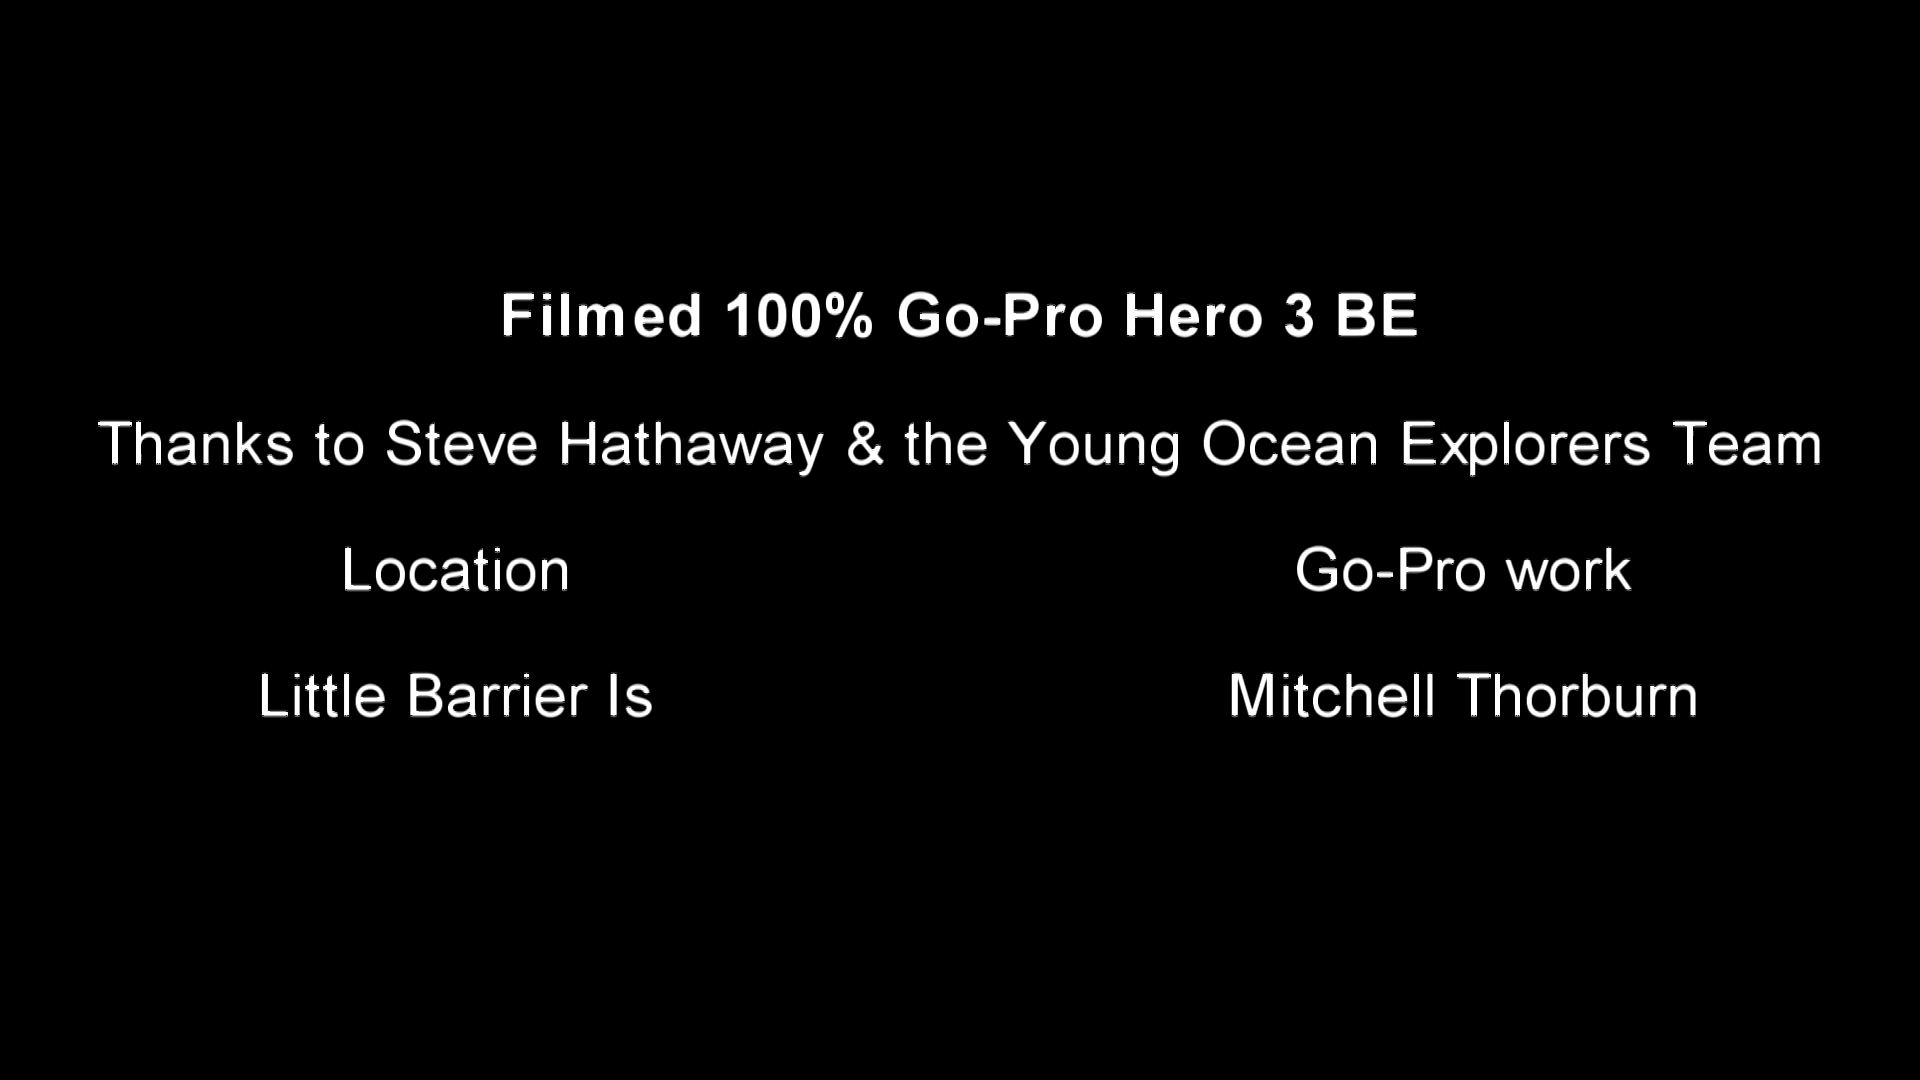 Filmed 100% Go-Pro Hero 3 BE
Thanks to Steve Hathaway & the Young Ocean Explorers Team
Location Go-Pro work
Little Barrier Is Mitchell Thorburn